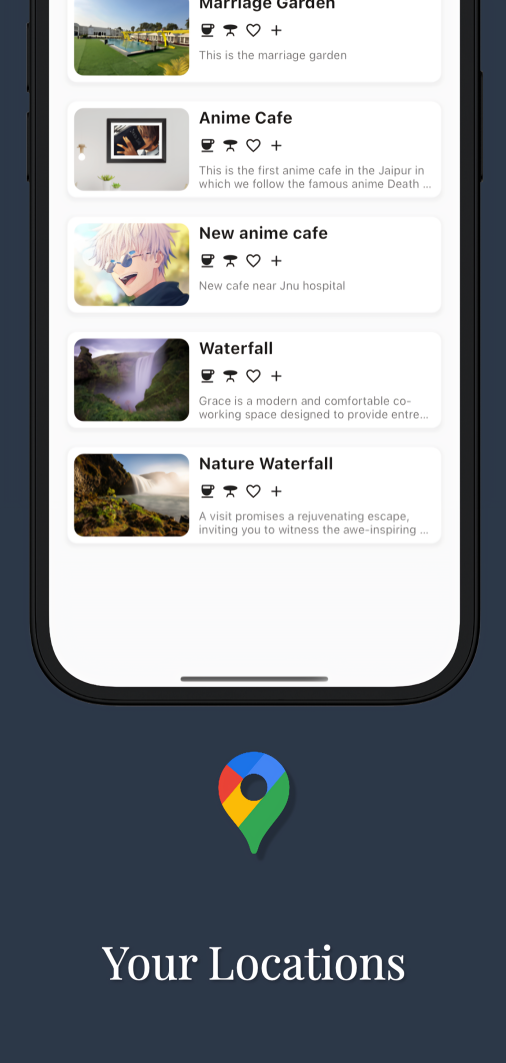 Marriage Garden
This is the marriage garden
Anime Cafe
This is the first anime cafe in the Jaipur in
which we follow the famous anime Death ...
New anime cafe
New cafe near Jnu hospital
Waterfall
Grace is a modern and comfortable co-
working space designed to provide entre...
Nature Waterfall
A visit promises a rejuvenating escape,
inviting you to witness the awe-inspiring ...
Your Locations